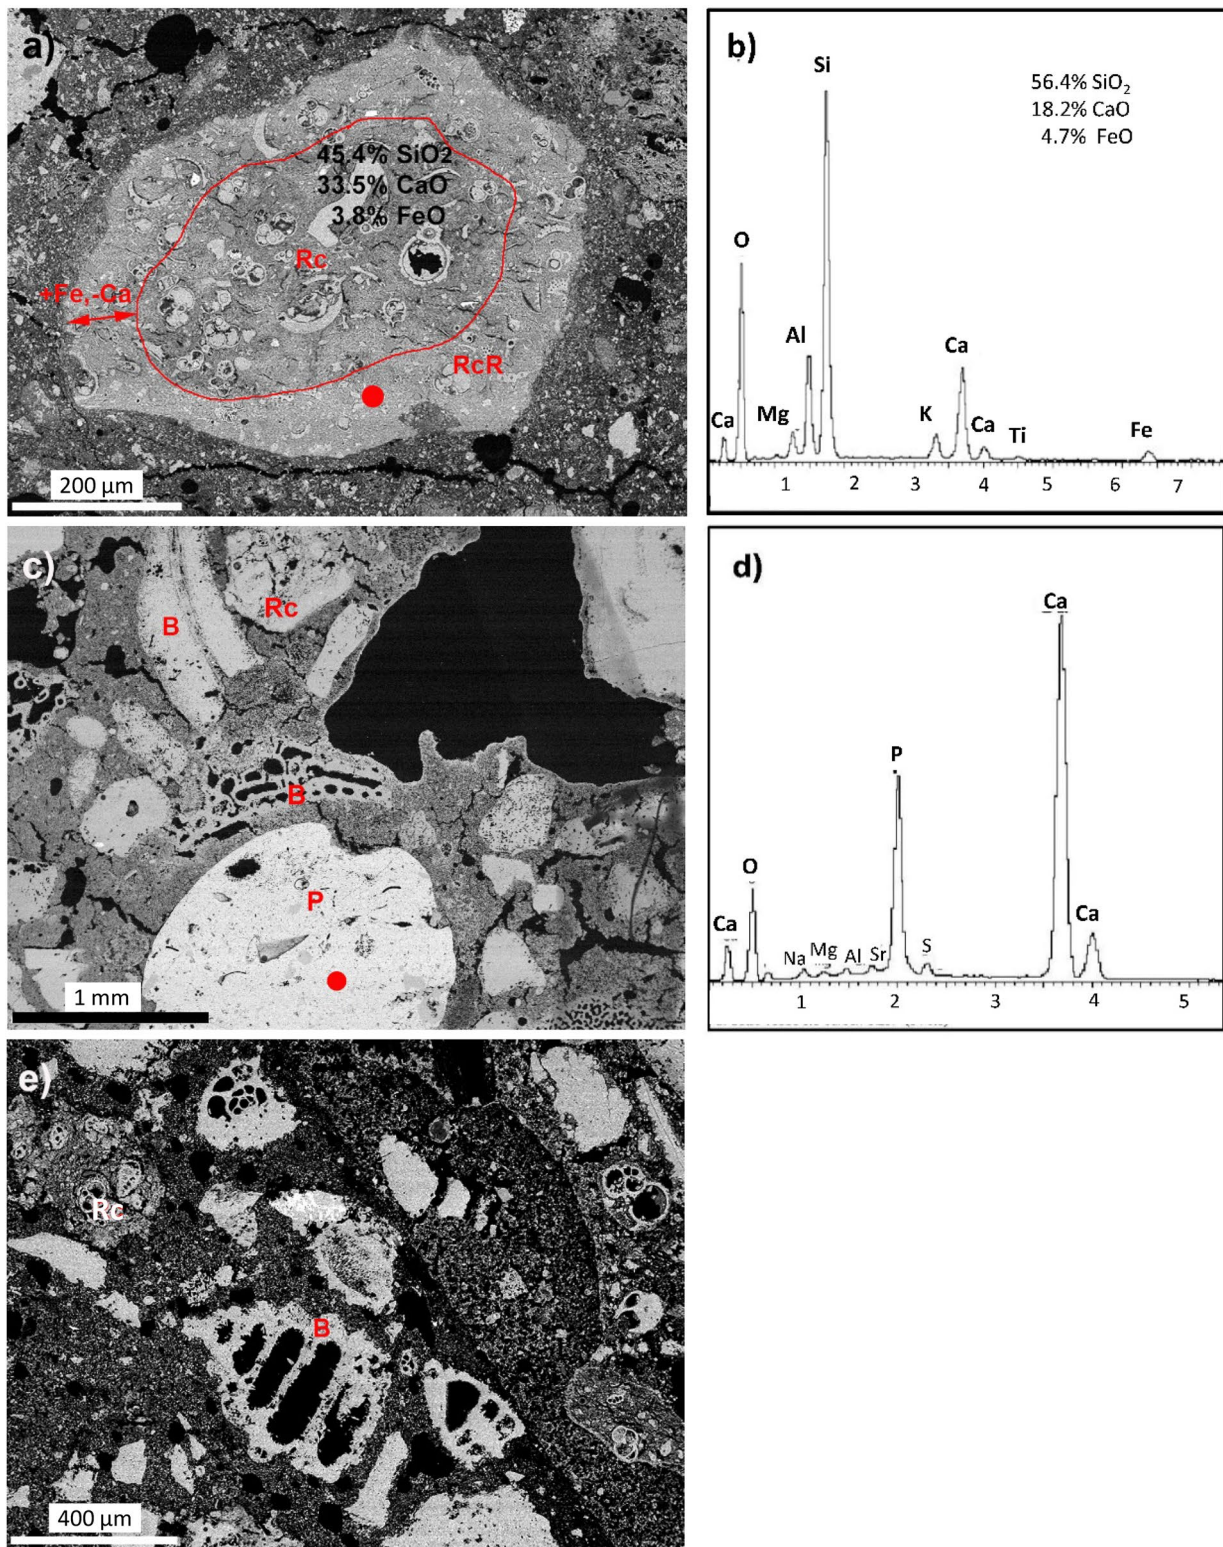 a)
45.4% SiO2
33.5% CaO
3.8% FeO
Rc
+Fe,-Ca
RcR
200 µm
b)
Si
56.4% SiO₂
18.2% CaO
4.7% FeO
O
Al
Ca
Mg
K
Ca
Ca
Ti
Fe
1 2 3 4 5 6 7
c)
Rc
B
B
P
1 mm
d)
Ca
P
O
Ca
Ca
Na Mg Al Sr S
1 2 3 4 5
e)
Rc
B
400 µm